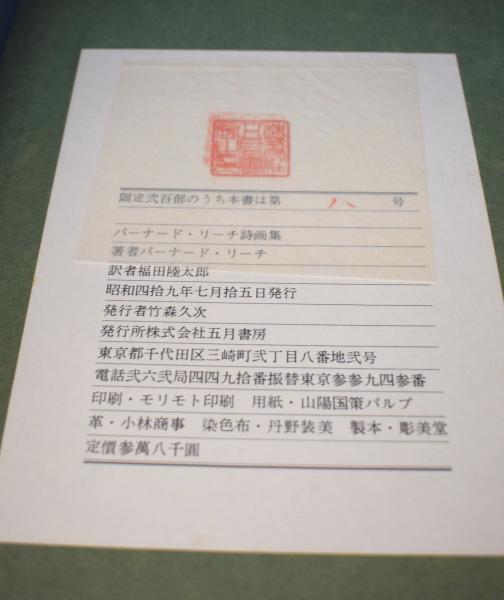 限定弐百部のうち本書は第 八 号
バーナード・リーチ詩画集
著者バーナード・リーチ
訳者福田陸太郎
昭和四拾九年七月拾五日発行
発行者竹森久次
発行所株式会社五月書房
東京都千代田区三崎町弐丁目八番地弐号
電話弐六弐局四四九拾番振替東京参参九四参番
印刷・モリモト印刷 用紙・山陽国策パルプ
革・小林商事 染色布・丹野装美 製本・彫美堂
定價参萬八千圓